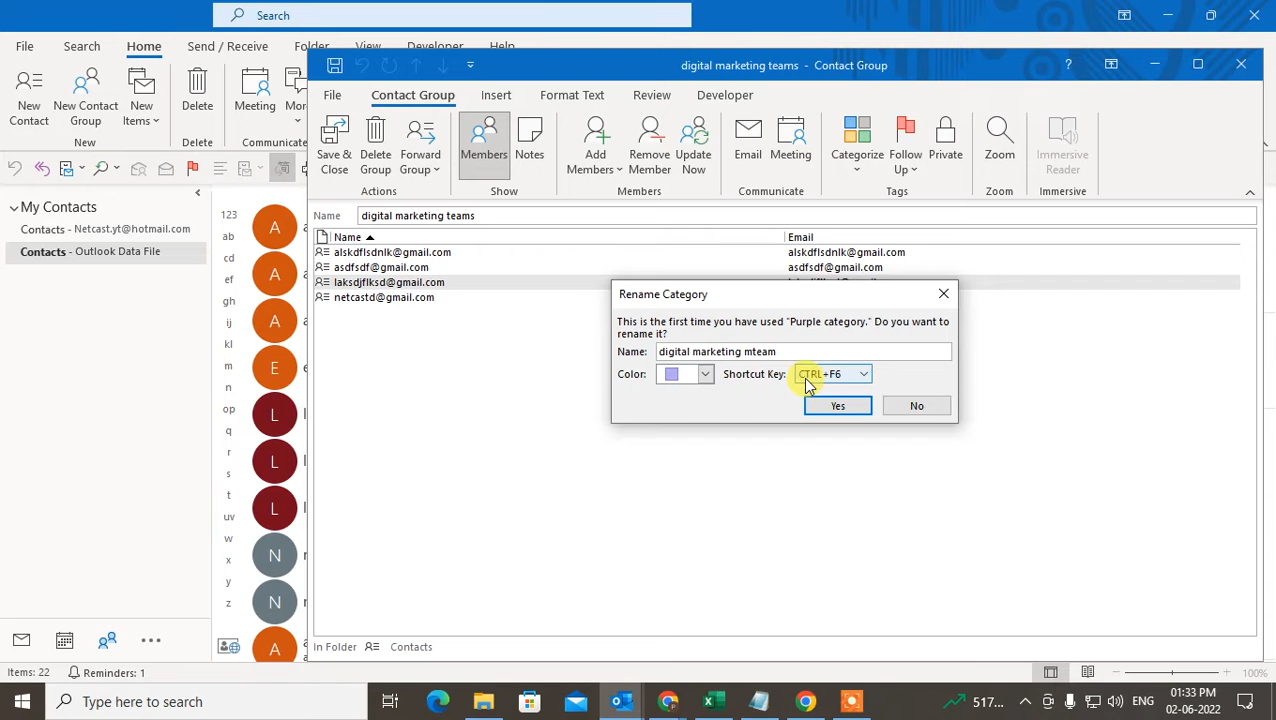 Search
File Search Home Send / Receive Folder View Developer Help
digital marketing teams - Contact Group
File Contact Group Insert Format Text Review Developer
New Contact
New Contact Group
New Items
Delete
Meeting
Save & Close
Delete Group
Forward Group
Members
Notes
Add Members
Remove Member
Update Now
Email
Meeting
Categorize
Follow Up
Private
Zoom
Immersive Reader
New Delete Communicate
Actions Show Members Communicate Tags Zoom Immersive
My Contacts
Contacts - Netcast.yt@hotmail.com
Contacts - Outlook Data File
123
ab
cd
ef
gh
ij
kl
m
n
op
q
r
s
t
uv
w
x
y
z
A
A
A
E
L
L
L
N
N
A
Name digital marketing teams
Name Email
alskdflsdnlk@gmail.com alskdflsdnlk@gmail.com
asdfsdf@gmail.com asdfsdf@gmail.com
laksdjflksd@gmail.com
netcastd@gmail.com
Rename Category
This is the first time you have used "Purple category." Do you want to
rename it?
Name: digital marketing mteam
Color: Shortcut Key: CTRL+F6
Yes No
In Folder Contacts
Items: 22 Reminders: 1 100%
Type here to search
517...
ENG
01:33 PM
02-06-2022